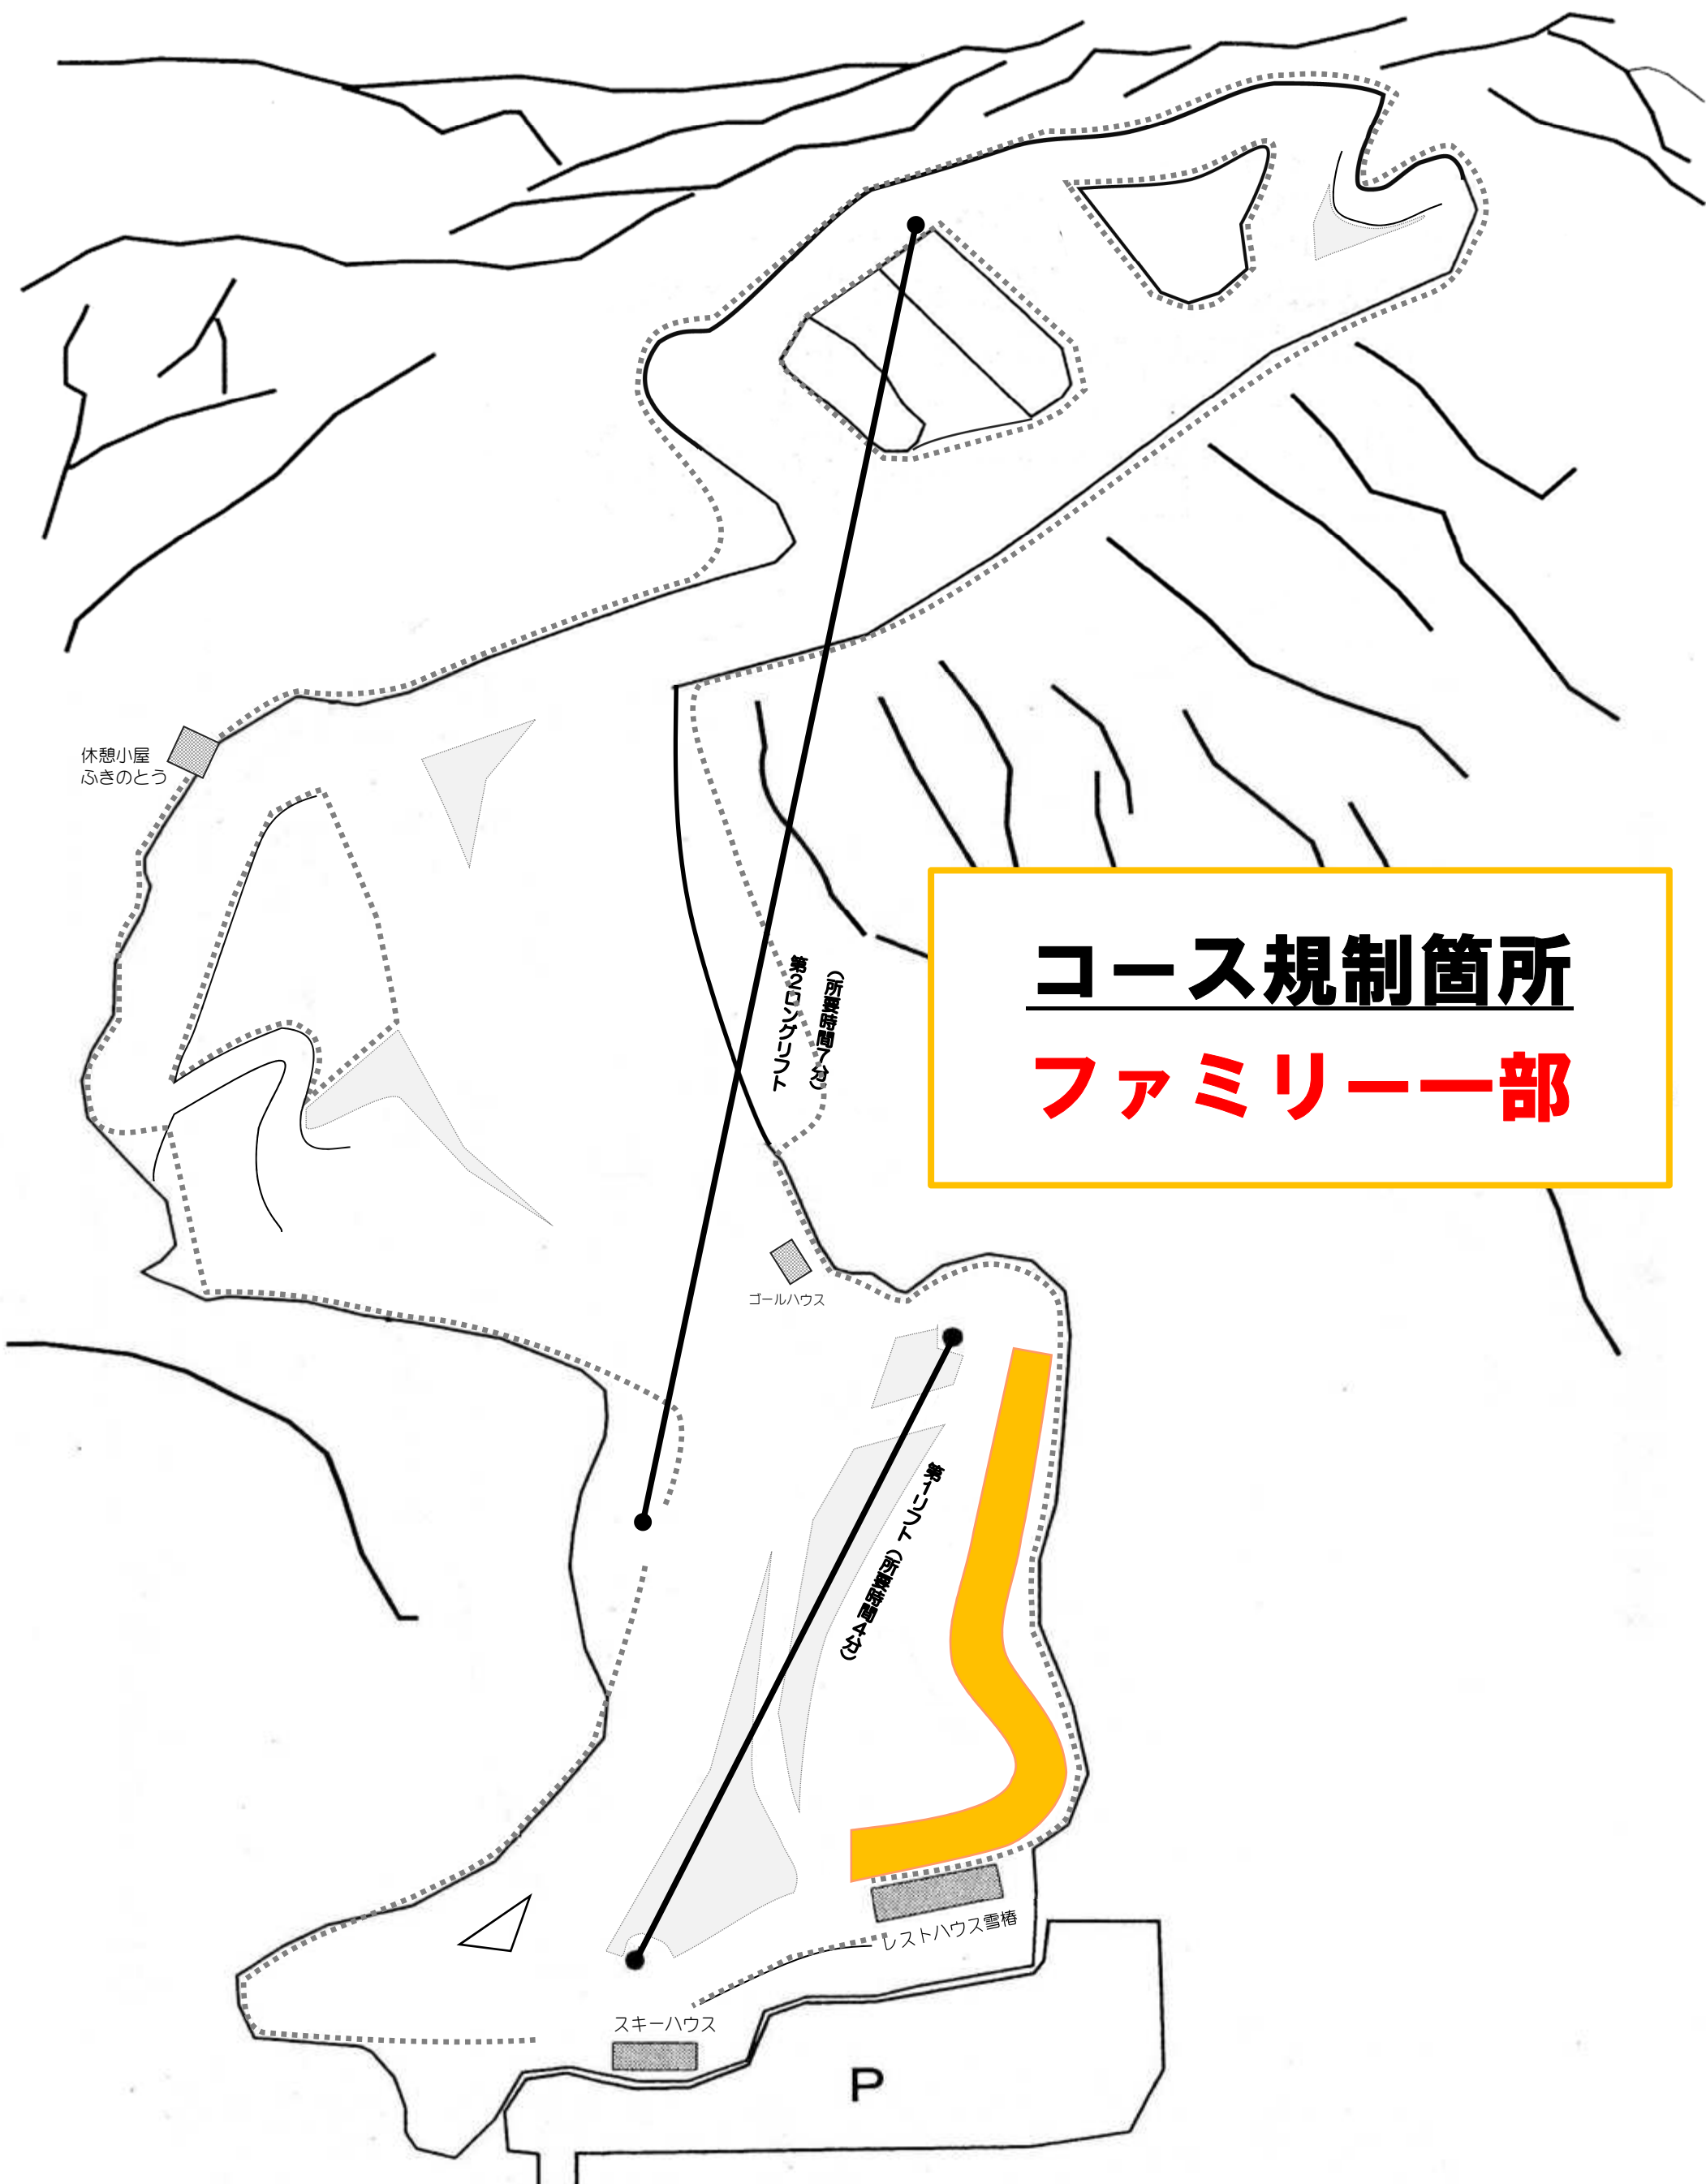 休憩小屋
ふきのとう
コース規制箇所
ファミリー一部
(所要時間7分)
第2ロングリフト
ゴールハウス
第1リフト(所要時間4分)
レストハウス雪椿
スキーハウス
P